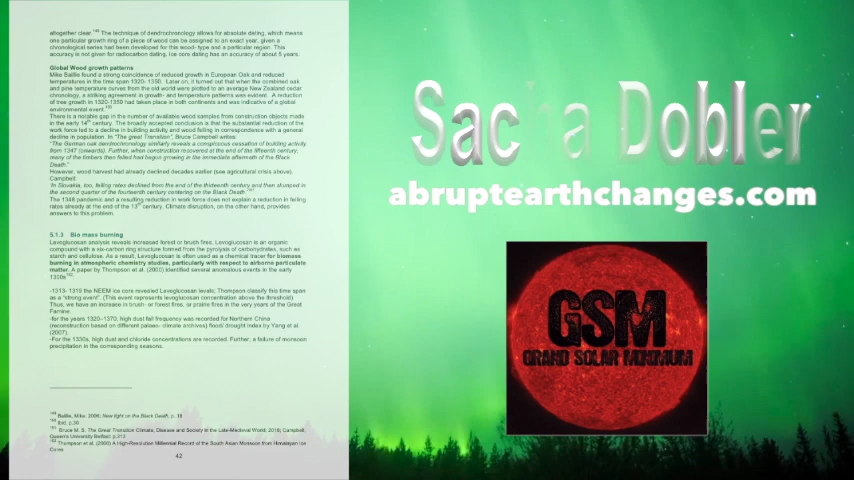 altogether clear.149 The technique of dendrochronology allows for absolute dating, which means
one particular growth ring of a piece of wood can be assigned to an exact year, given a
chronological series had been developed for this wood- type and a particular region. This
accuracy is not given for radiocarbon dating. Ice core dating has an accuracy of about 5 years.
Global Wood growth patterns
Mike Baillie found a strong coincidence of reduced growth in European Oak and reduced
temperatures in the time span 1320- 1350. Later on, it turned out that when the combined oak
and pine temperature curves from the old world were plotted to an average New Zealand cedar
chronology, a striking agreement in growth- and temperature patterns was evident. A reduction
of tree growth in 1320-1350 had taken place in both continents and was indicative of a global
environmental event.150
There is a notable gap in the number of available wood samples from construction objects made
in the early 14th century. The broadly accepted conclusion is that the substantial reduction of the
work force led to a decline in building activity and wood felling in correspondence with a general
decline in population. In "The great Transition", Bruce Campbell writes:
"The German oak dendrochronology similarly reveals a conspicuous cessation of building activity
from 1347 (onwards). Further, when construction recovered at the end of the fifteenth century,
many of the timbers then felled had begun growing in the immediate aftermath of the Black
Death."
However, wood harvest had already declined decades earlier (see agricultural crisis above).
Campbell:
'In Slovakia, too, felling rates declined from the end of the thirteenth century and then slumped in
the second quarter of the fourteenth century centering on the Black Death.'151
The 1348 pandemic and a resulting reduction in work force does not explain a reduction in felling
rates already at the end of the 13th century. Climate disruption, on the other hand, provides
answers to this problem.
5.1.3 Bio mass burning
Levoglucosan analysis reveals increased forest or brush fires. Levoglucosan is an organic
compound with a six-carbon ring structure formed from the pyrolysis of carbohydrates, such as
starch and cellulose. As a result, Levoglucosan is often used as a chemical tracer for biomass
burning in atmospheric chemistry studies, particularly with respect to airborne particulate
matter. A paper by Thompson et al. (2000) identified several anomalous events in the early
1320s152:
-1313- 1319 the NEEM ice core revealed Levoglucosan levels; Thompson classify this time span
as a "strong event". (This event represents levoglucosan concentration above the threshold)
Thus, we have an increase in brush- or forest fires, or prairie fires in the very years of the Great
Famine.
-for the years 1320–1370, high dust fall frequency was recorded for Northern China
(reconstruction based on different palaeo- climate archives) flood/ drought index by Yang et al.
(2007).
-For the 1330s, high dust and chloride concentrations are recorded. Further, a failure of monsoon
precipitation in the corresponding seasons.
149 Baillie, Mike. 2006; New light on the Black Death, p. 18
150 Ibid, p.30
151 Bruce M. S. The Great Transition Climate, Disease and Society in the Late-Medieval World; 2016; Campbell,
Queen's University Belfast p.313
152 Thompson et al. (2000) A High-Resolution Millennial Record of the South Asian Monsoon from Himalayan Ice
Cores.
42
Sacha Dobler
abruptearthchanges.com
GSM
GRAND SOLAR MINIMUM